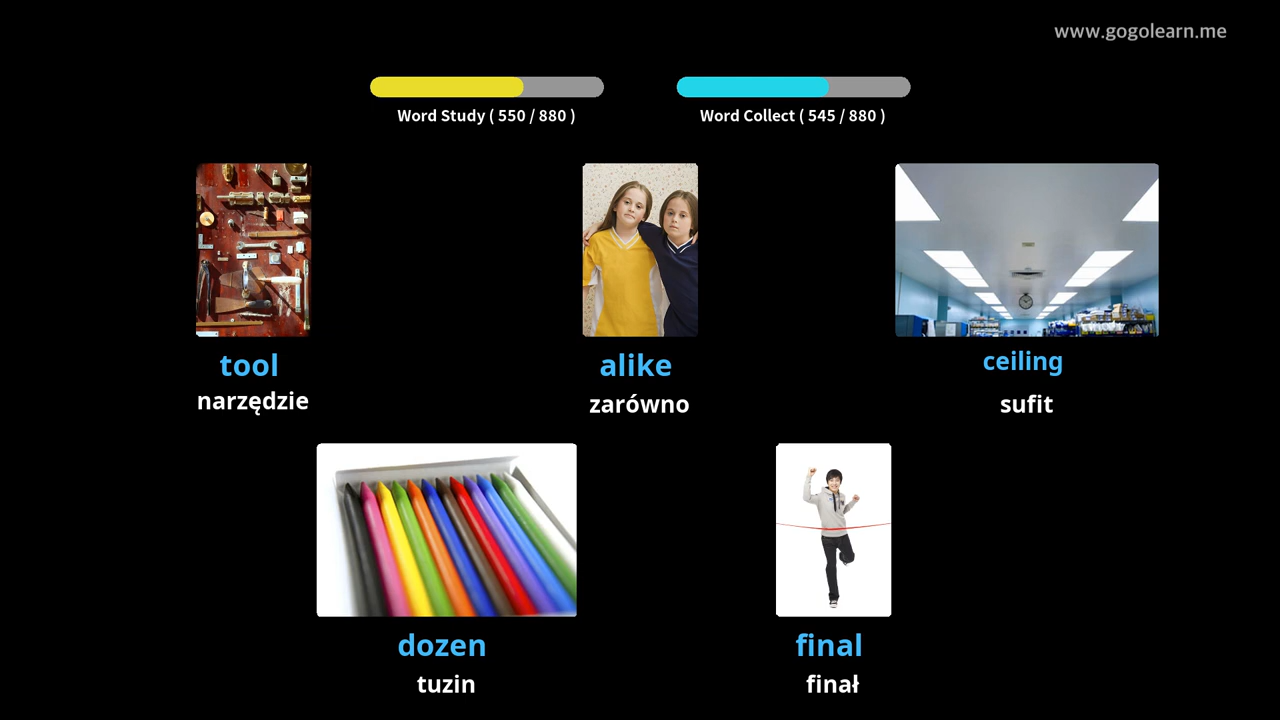 www.gogolearn.me
Word Study ( 550 / 880 )
Word Collect ( 545 / 880 )
tool
narzędzie
alike
zarówno
ceiling
sufit
dozen
tuzin
final
finał